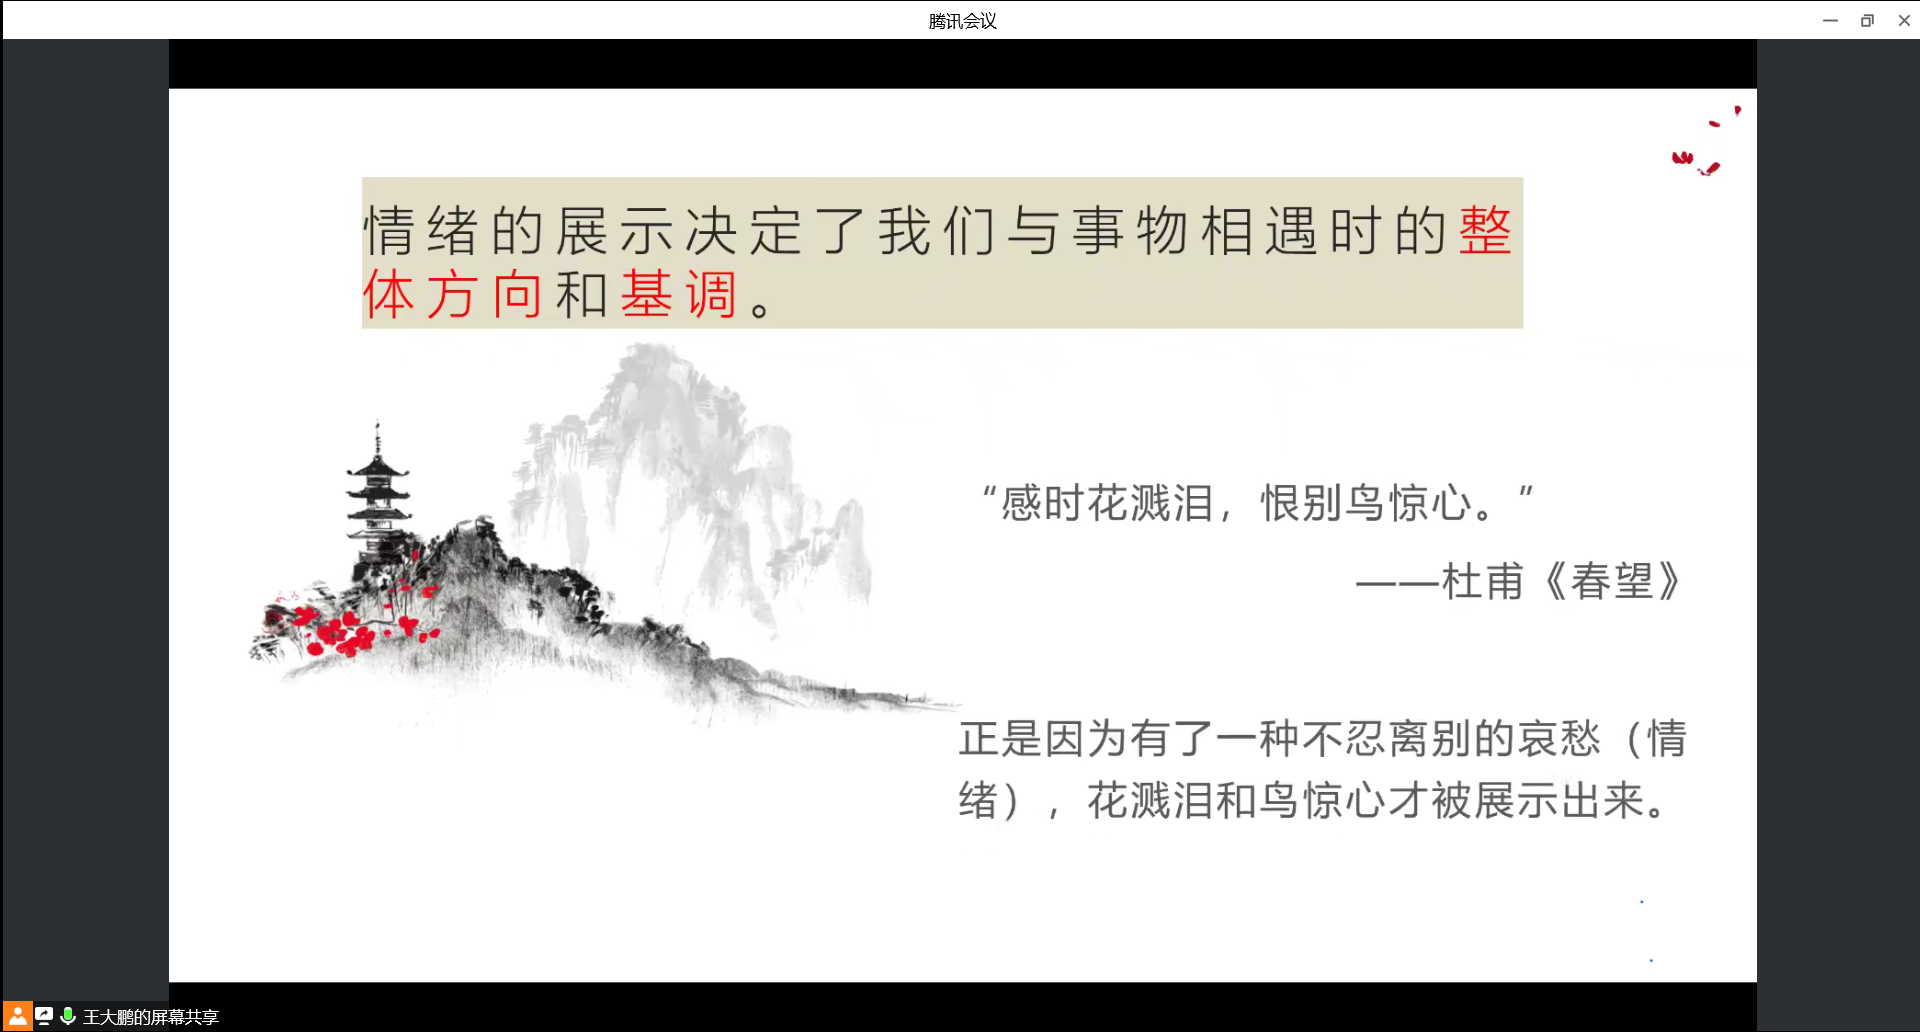 腾讯会议
情绪的展示决定了我们与事物相遇时的整
体方向和基调。
“感时花溅泪，恨别鸟惊心。”
——杜甫《春望》
正是因为有了一种不忍离别的哀愁（情
绪），花溅泪和鸟惊心才被展示出来。
王大鹏的屏幕共享